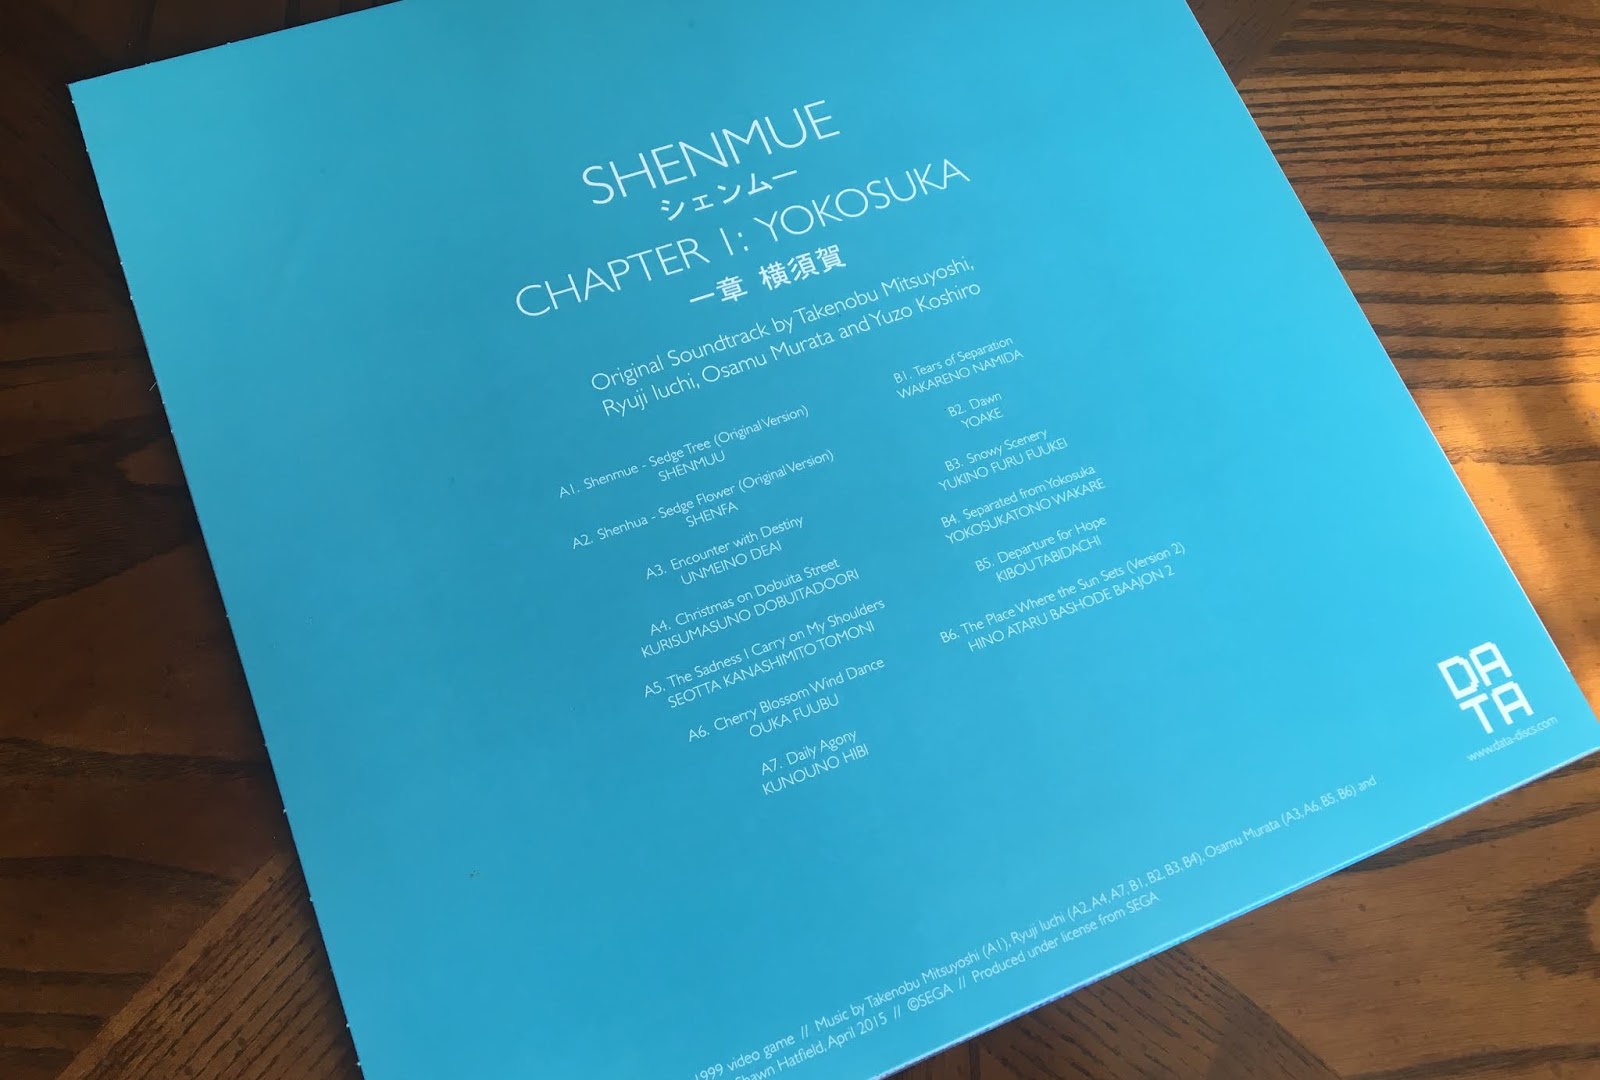 SHENMUE
シェンムー
CHAPTER 1: YOKOSUKA
一章 横須賀
Original Soundtrack by Takenobu Mitsuyoshi,
Ryuji Iuchi, Osamu Murata and Yuzo Koshiro
A1. Shenmue - Sedge Tree (Original Version)
SHENMUU
A2. Shenhua - Sedge Flower (Original Version)
SHENFA
A3. Encounter with Destiny
UNMEINO DEAI
A4. Christmas on Dobuita Street
KURISUMASUNO DOBUITADOORI
A5. The Sadness I Carry on My Shoulders
SEOTTA KANASHIMITO TOMONI
A6. Cherry Blossom Wind Dance
OUKA FUUBU
A7. Daily Agony
KUNOUNO HIBI
B1. Tears of Separation
WAKARENO NAMIDA
B2. Dawn
YOAKE
B3. Snowy Scenery
YUKINO FURU FUUKEI
B4. Separated from Yokosuka
YOKOSUKATONO WAKARE
B5. Departure for Hope
KIBOU TABIDACHI
B6. The Place Where the Sun Sets (Version 2)
HINO ATARU BASHODE BAAJON 2
DA
TA
www.data-discs.com
1999 video game // Music by Takenobu Mitsuyoshi (A1), Ryuji Iuchi (A2, A4, A7, B1, B2, B3, B4), Osamu Murata (A3, A6, B5, B6) and
Shawn Hatfield, April 2015 // ©SEGA // Produced under license from SEGA